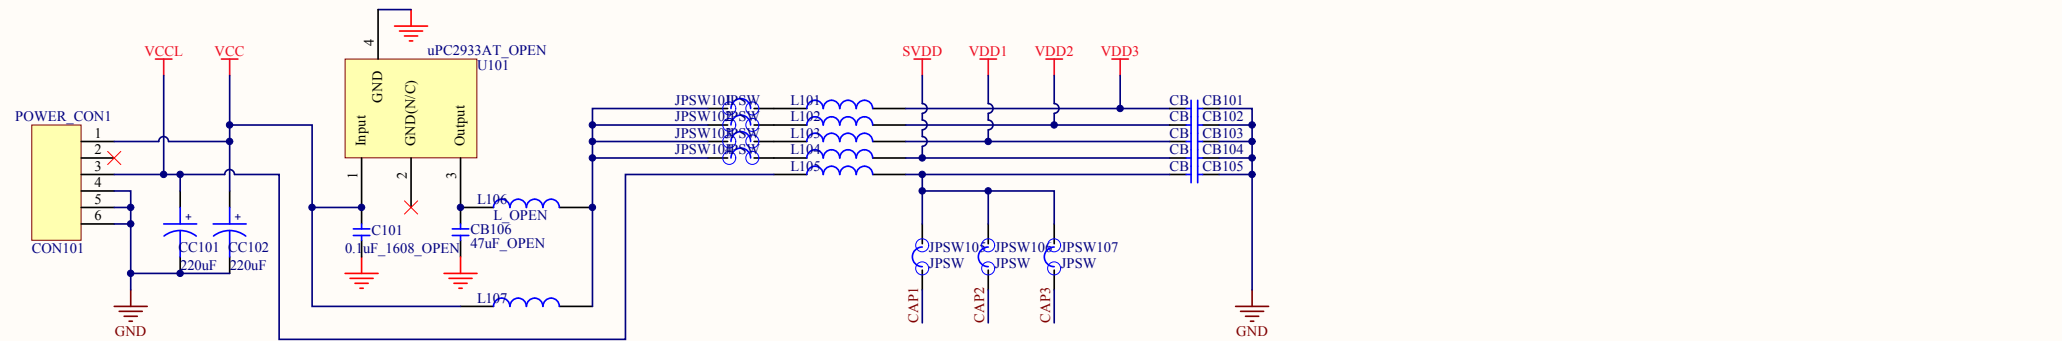 VCCL
VCC
4
uPC2933AT_OPEN
U101
GND
GND(N/C)
Input
Output
1
2
3
POWER_CON1
1
2
3
4
5
6
CON101
CC101
220uF
CC102
220uF
GND
C101
0.1uF_1608_OPEN
L106
L_OPEN
CB106
47uF_OPEN
L107
SVDD
VDD1
VDD2
VDD3
JPSW
L101
CB
CB101
L102
CB
CB102
L103
CB
CB103
L104
CB
CB104
L105
CB
CB105
JPSW
JPSW
JPSW107
JPSW
CAP1
CAP2
CAP3
GND